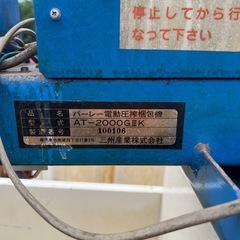 止してから行
なって下さい
品名 バーレー電動圧搾梱包機
型式 AT-2000GⅡK
製造番号 100106
三州産業株式会社